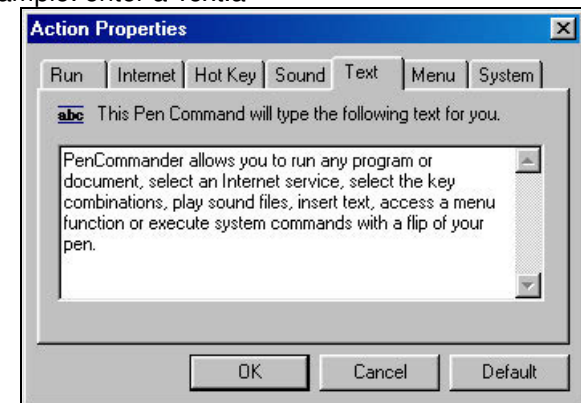 Action Properties
Run Internet Hot Key Sound Text Menu System
abc This Pen Command will type the following text for you.
PenCommander allows you to run any program or
document, select an Internet service, select the key
combinations, play sound files, insert text, access a menu
function or execute system commands with a flip of your
pen.
OK Cancel Default